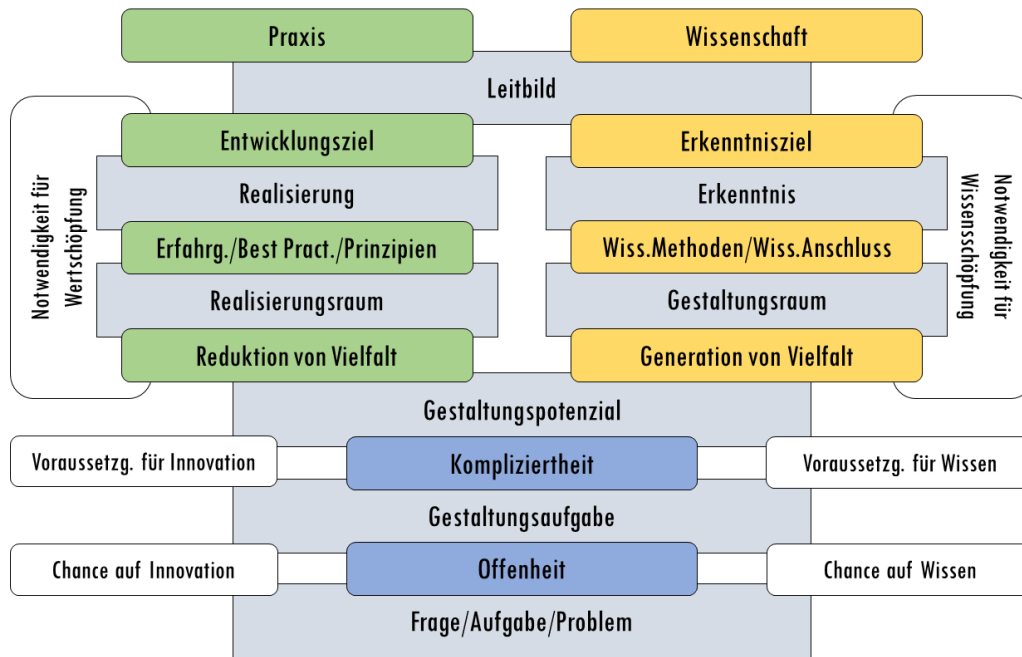 Praxis
Wissenschaft
Leitbild
Entwicklungsziel
Erkenntnisziel
Realisierung
Erkenntnis
Notwendigkeit für
Wertschöpfung
Notwendigkeit für
Wissensschöpfung
Erfahrg./Best Pract./Prinzipien
Wiss.Methoden/Wiss.Anschluss
Realisierungsraum
Gestaltungsraum
Reduktion von Vielfalt
Generation von Vielfalt
Gestaltungspotenzial
Voraussetzg. für Innovation
Kompliziertheit
Voraussetzg. für Wissen
Gestaltungsaufgabe
Chance auf Innovation
Offenheit
Chance auf Wissen
Frage/Aufgabe/Problem